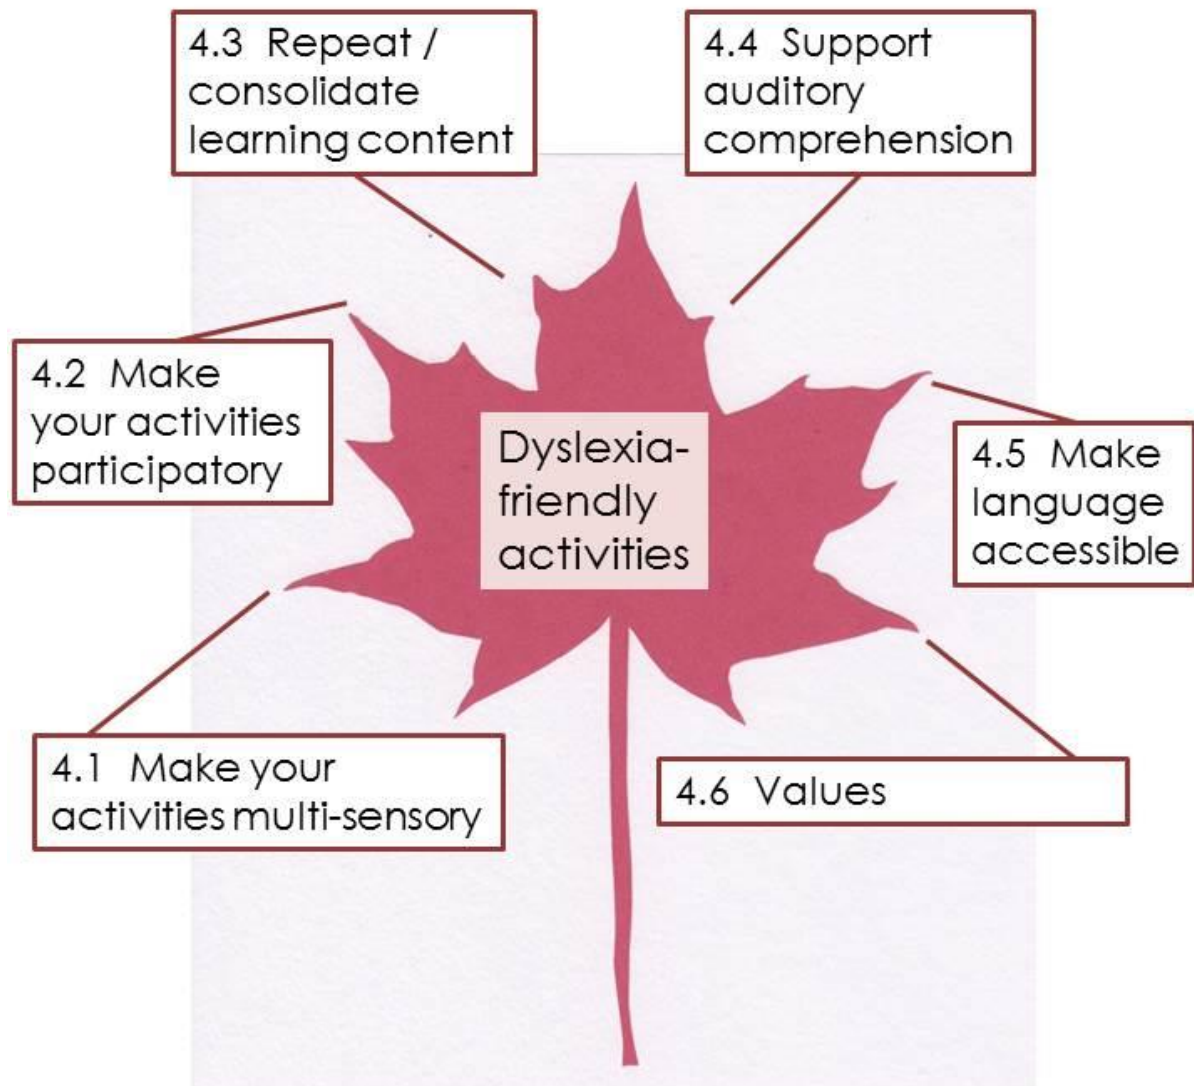 4.3 Repeat /
consolidate
learning content
4.4 Support
auditory
comprehension
4.2 Make
your activities
participatory
Dyslexia-
friendly
activities
4.5 Make
language
accessible
4.1 Make your
activities multi-sensory
4.6 Values